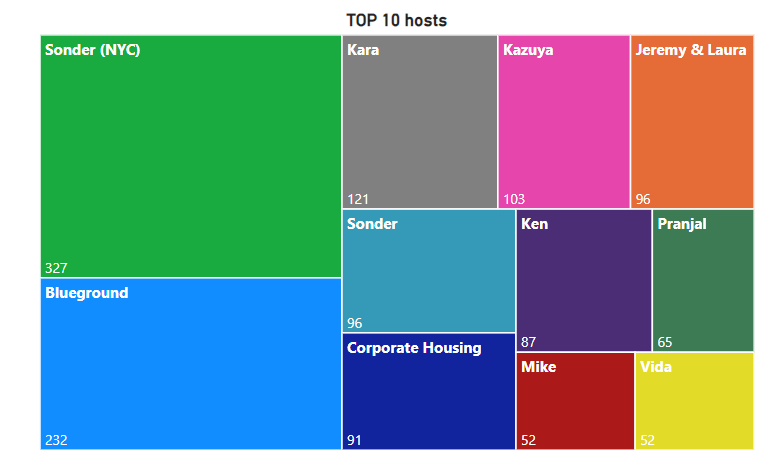 TOP 10 hosts
Sonder (NYC)
327
Blueground
232
Kara
121
Kazuya
103
Jeremy & Laura
96
Sonder
96
Corporate Housing
91
Ken
87
Pranjal
65
Mike
52
Vida
52